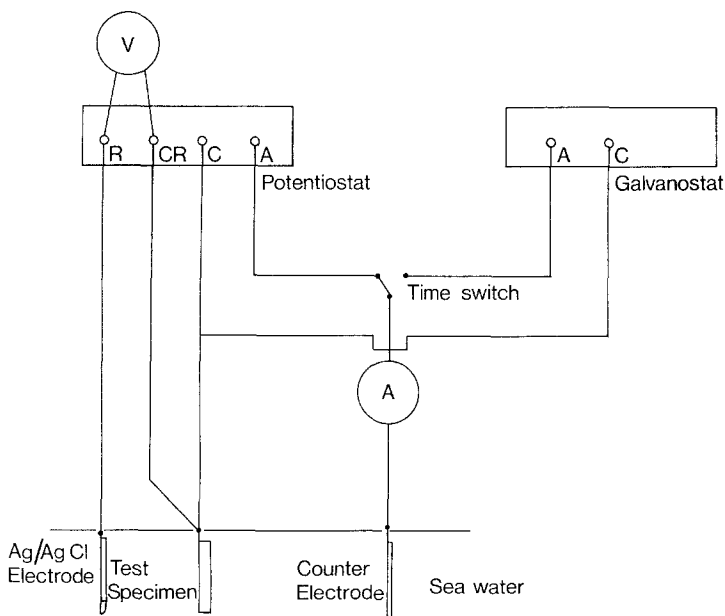 V
R CR C A
Potentiostat
A C
Galvanostat
Time switch
A
Ag/Ag Cl
Electrode
Test
Specimen
Counter
Electrode
Sea water